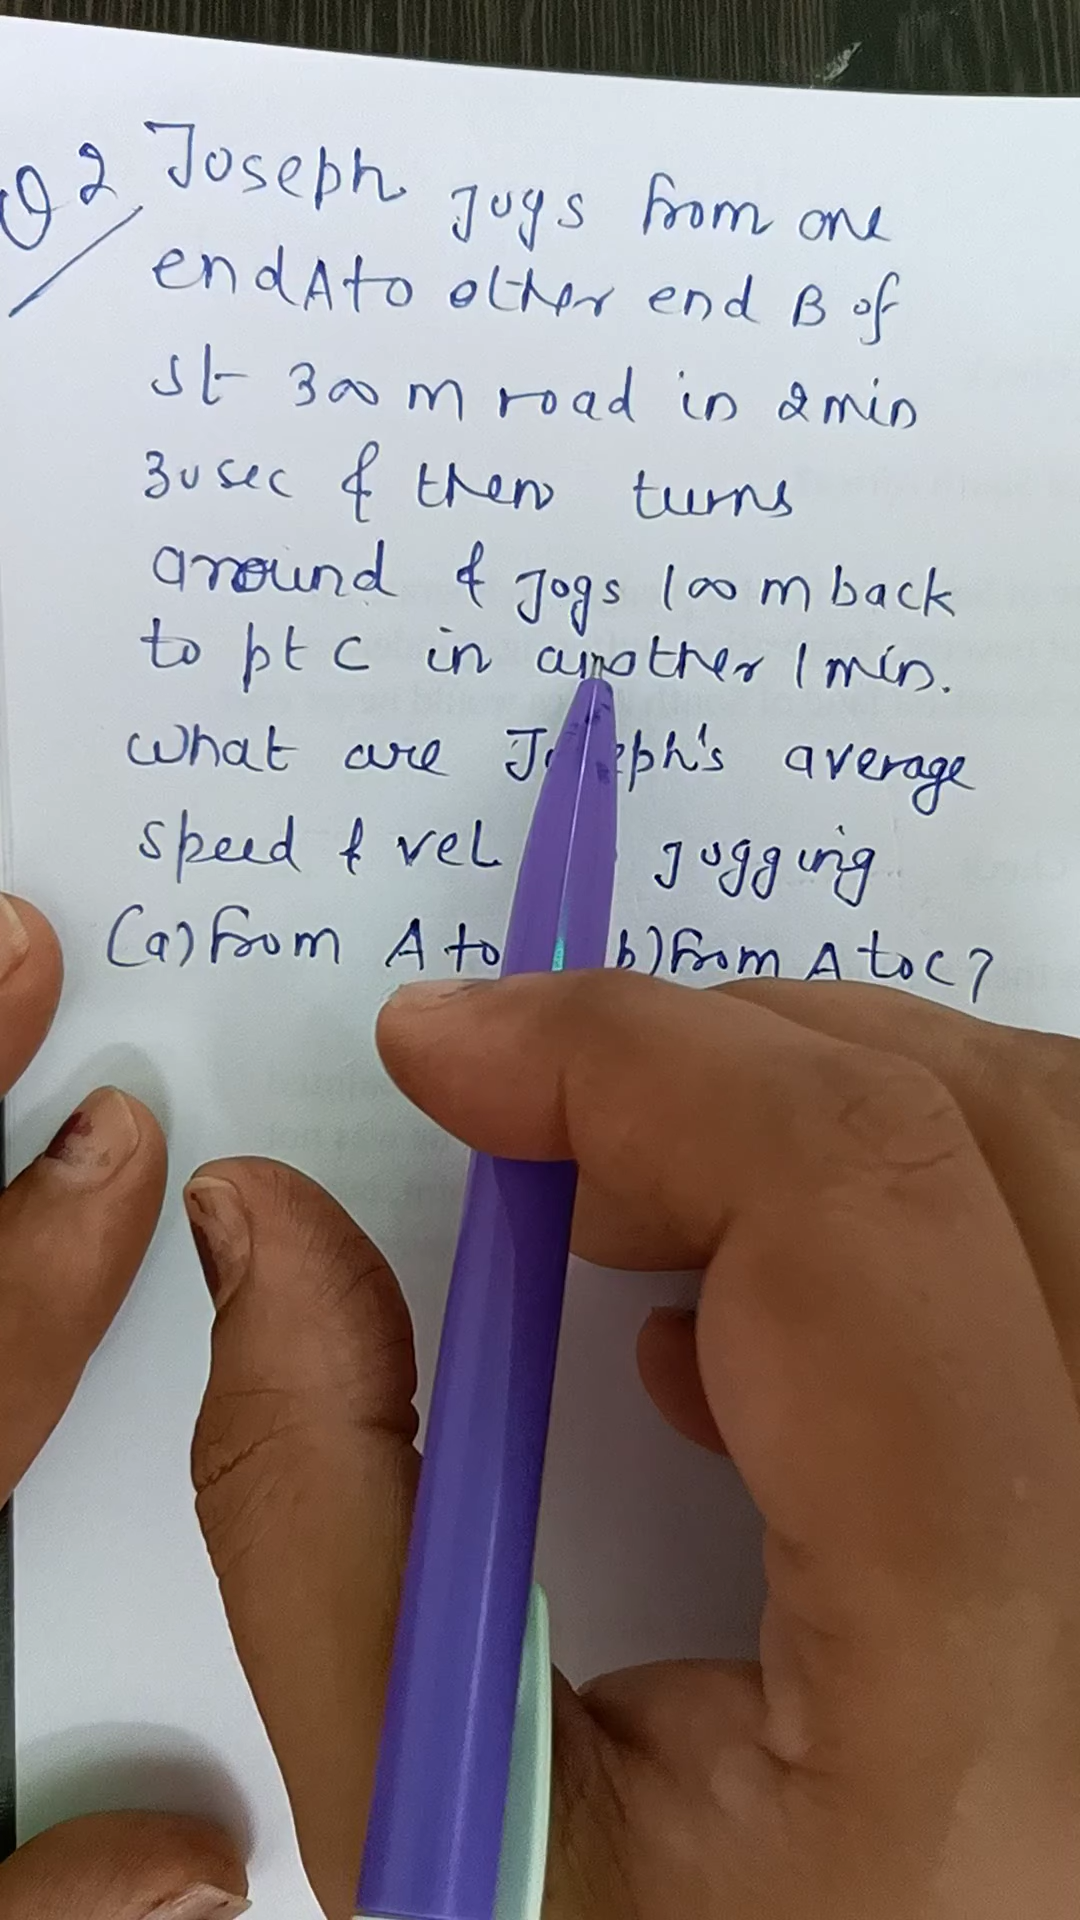 Q2 Joseph jogs from one
end A to other end B of
st 300 m road in 2 min
30 sec & then turns
around & jogs 100 m back
to pt C in another 1 min.
What are Joseph's average
speed & vel jogging
(a) from A to b) from A to C?